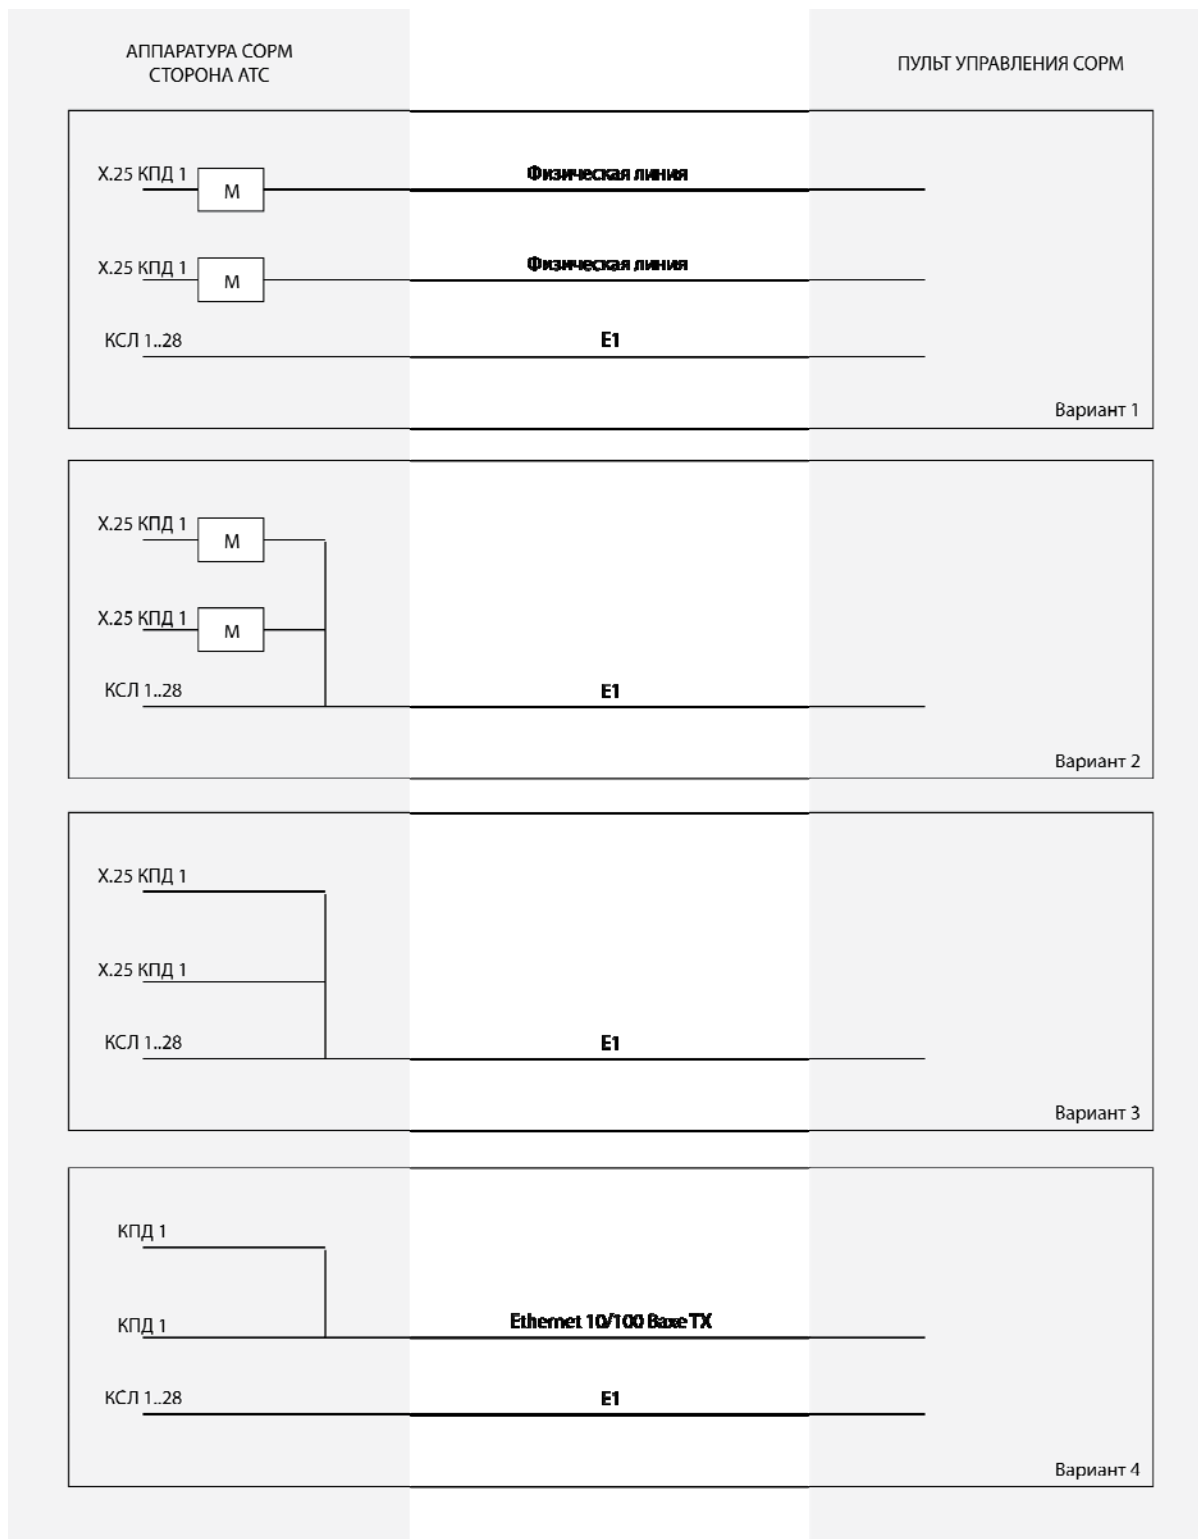 АППАРАТУРА СОРМ
СТОРОНА АТС
ПУЛЬТ УПРАВЛЕНИЯ СОРМ
X.25 КПД 1
М
Физическая линия
X.25 КПД 1
М
Физическая линия
КСЛ 1..28
E1
Вариант 1
X.25 КПД 1
М
X.25 КПД 1
М
КСЛ 1..28
E1
Вариант 2
X.25 КПД 1
X.25 КПД 1
КСЛ 1..28
E1
Вариант 3
КПД 1
КПД 1
Ethernet 10/100 Baxe TX
КСЛ 1..28
E1
Вариант 4